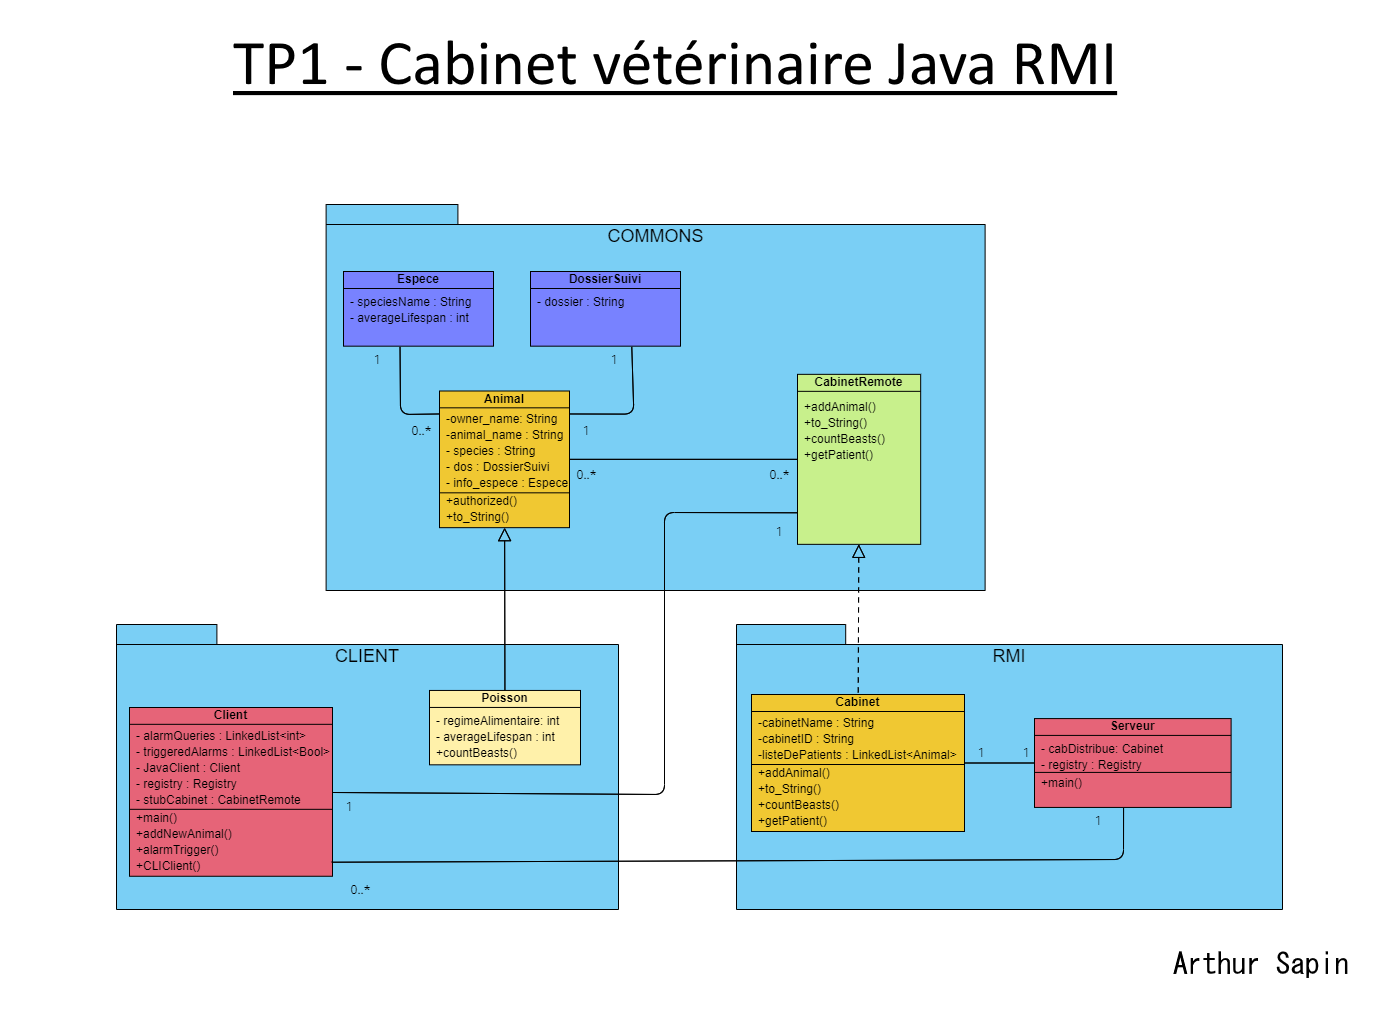 TP1 - Cabinet vétérinaire Java RMI
COMMONS
Espece
- speciesName : String
- averageLifespan : int
1
DossierSuivi
- dossier : String
1
Animal
-owner_name: String
-animal_name : String
- species : String
- dos : DossierSuivi
- info_espece : Espece
+authorized()
+to_String()
0..*
1
0..*
0..*
CabinetRemote
+addAnimal()
+to_String()
+countBeasts()
+getPatient()
1
CLIENT
Client
- alarmQueries : LinkedList<int>
- triggeredAlarms : LinkedList<Bool>
- JavaClient : Client
- registry : Registry
- stubCabinet : CabinetRemote
+main()
+addNewAnimal()
+alarmTrigger()
+CLIClient()
1
0..*
Poisson
- regimeAlimentaire: int
- averageLifespan : int
+countBeasts()
RMI
Cabinet
-cabinetName : String
-cabinetID : String
-listeDePatients : LinkedList<Animal>
+addAnimal()
+to_String()
+countBeasts()
+getPatient()
1
1
Serveur
- cabDistribue: Cabinet
- registry : Registry
+main()
1
Arthur Sapin